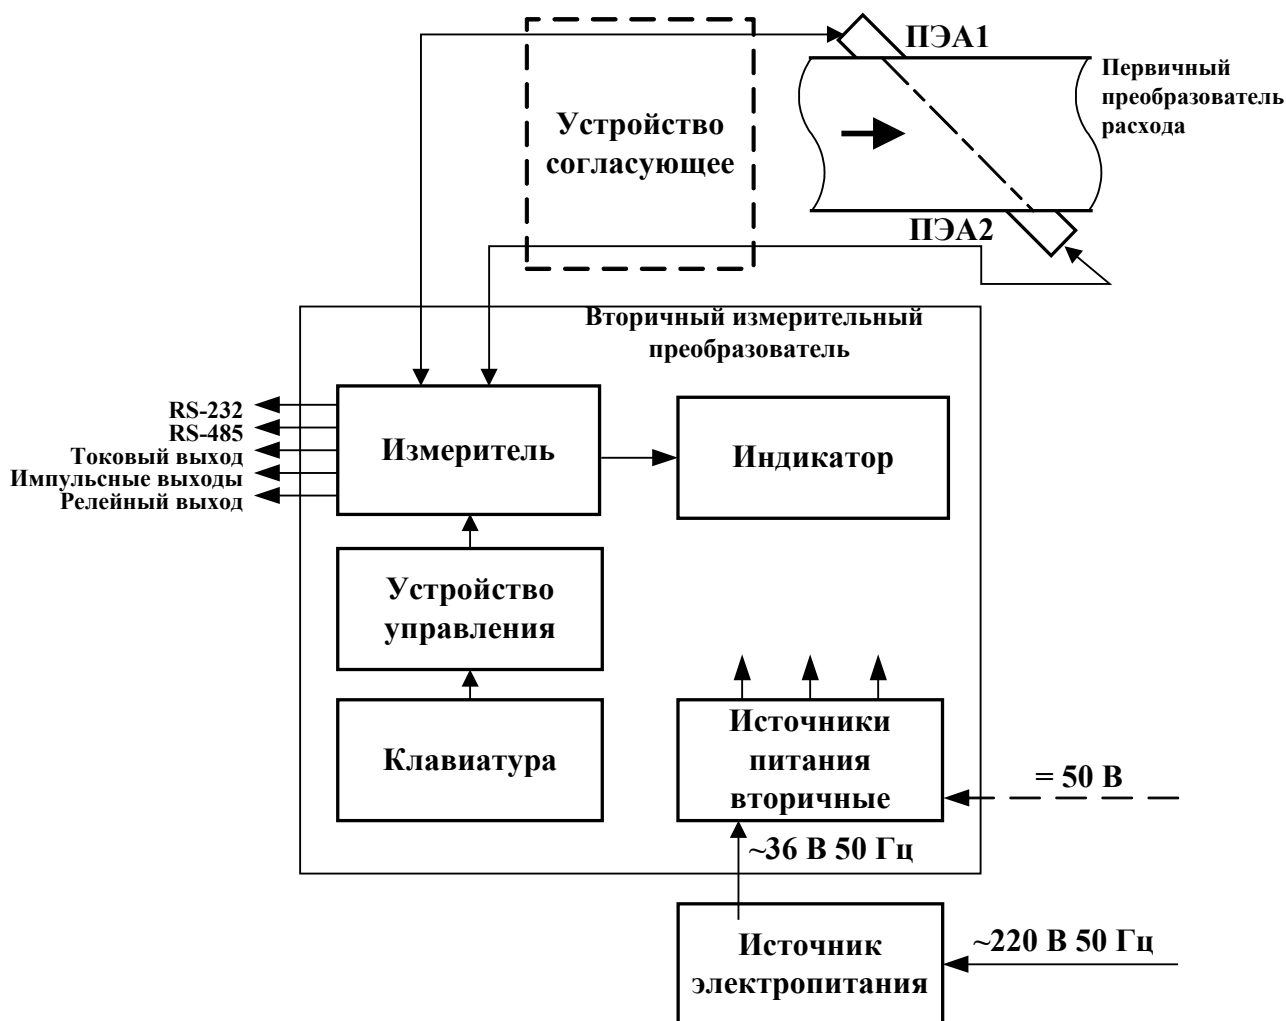 ПЭА1
Первичный
преобразователь
расхода
Устройство
согласующее
ПЭА2
Вторичный измерительный
преобразователь
RS-232
RS-485
Токовый выход
Импульсные выходы
Релейный выход
Измеритель
Индикатор
Устройство
управления
Клавиатура
Источники
питания
вторичные
= 50 В
~36 В 50 Гц
Источник
электропитания
~220 В 50 Гц